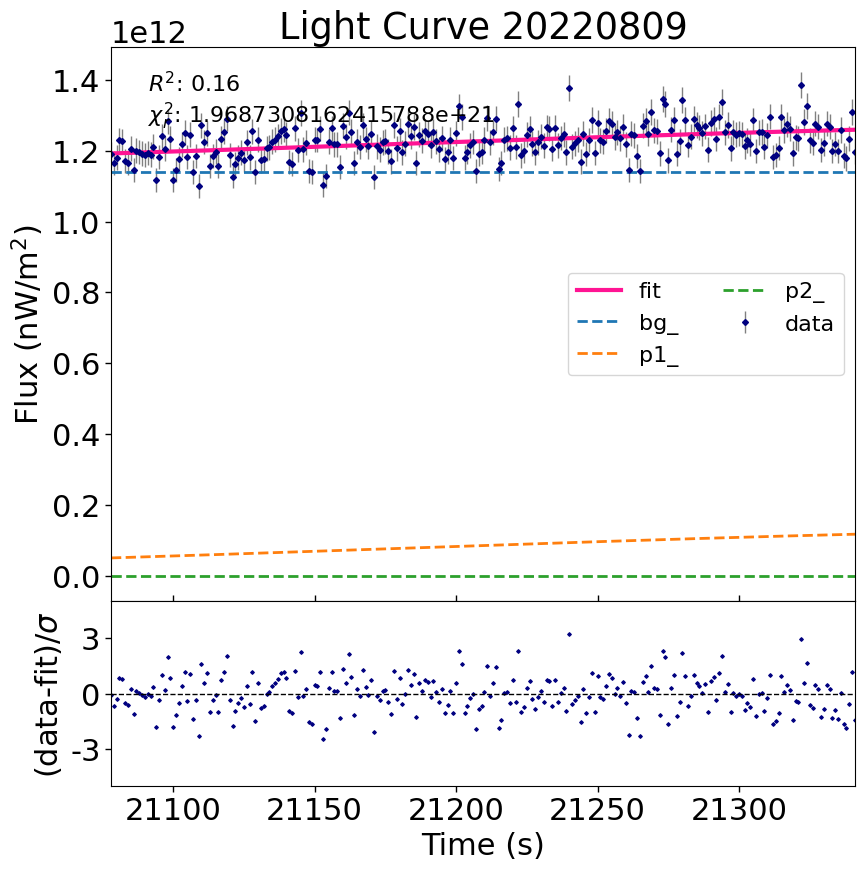 Light Curve 20220809
1e12
R²: 0.16
χ²: 1.9687308162415788e+21
1.4
1.2
1.0
0.8
0.6
0.4
0.2
0.0
Flux (nW/m²)
fit
bg_
p1_
p2_
data
3
0
-3
(data-fit)/σ
21100 21150 21200 21250 21300
Time (s)